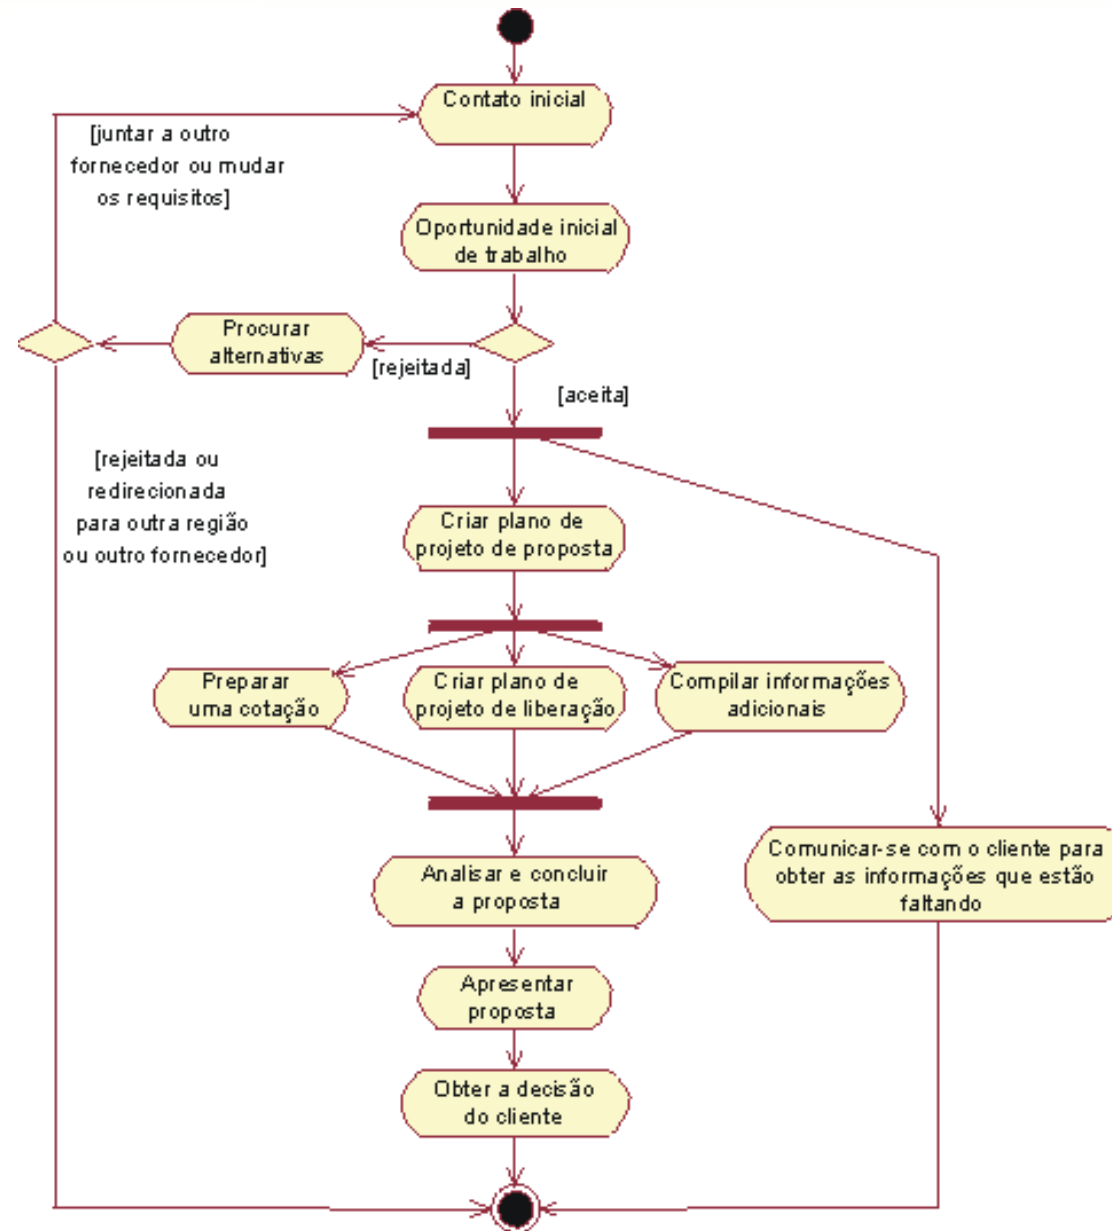 Contato inicial
[juntar a outro
fornecedor ou mudar
os requisitos]
Oportunidade inicial
de trabalho
Procurar
alternativas
[rejeitada]
[aceita]
[rejeitada ou
redirecionada
para outra região
ou outro fornecedor]
Criar plano de
projeto de proposta
Preparar
uma cotação
Criar plano de
projeto de liberação
Compilar informações
adicionais
Comunicar-se com o cliente para
obter as informações que estão
faltando
Analisar e concluir
a proposta
Apresentar
proposta
Obter a decisão
do cliente